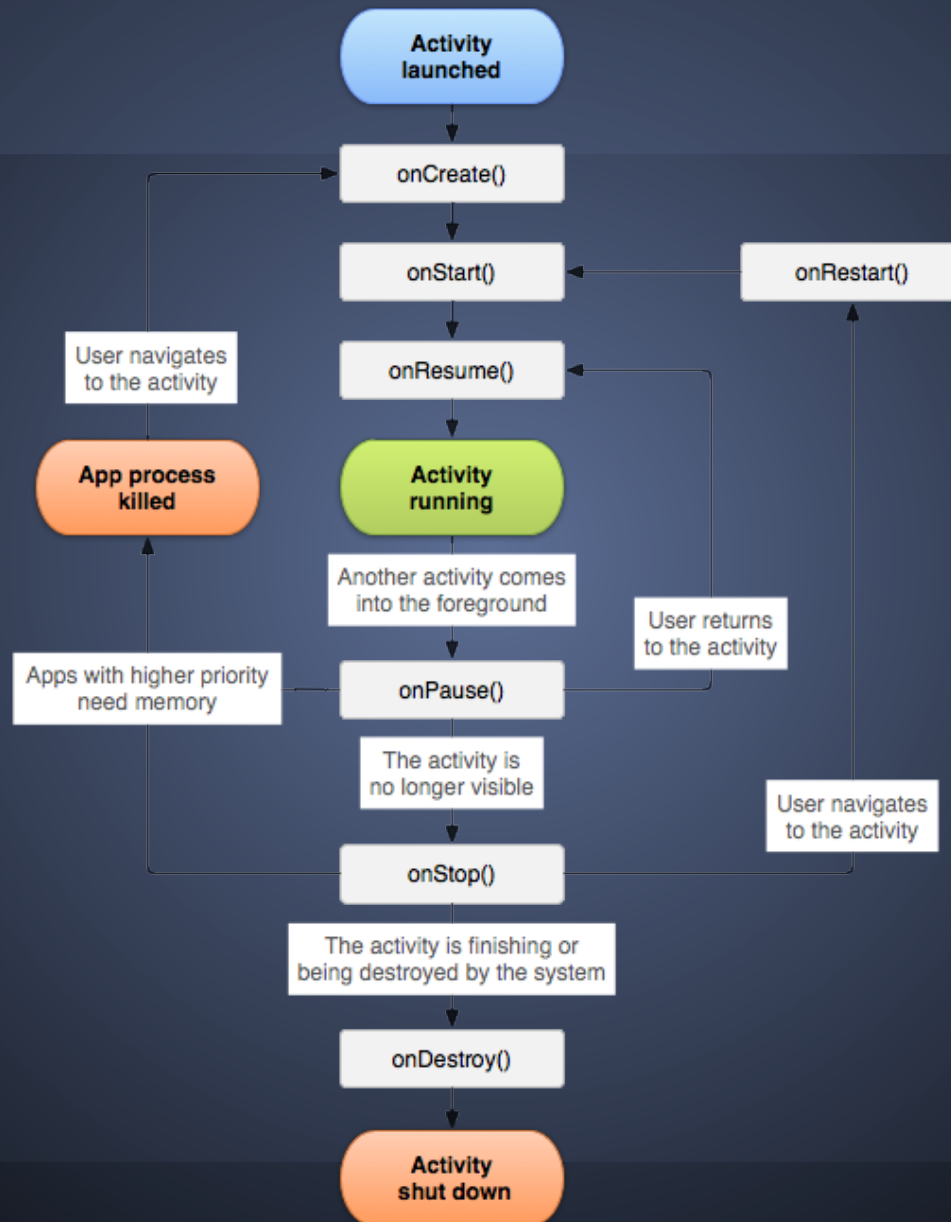 Activity
launched
onCreate()
onStart()
onRestart()
onResume()
User navigates
to the activity
App process
killed
Activity
running
Another activity comes
into the foreground
User returns
to the activity
Apps with higher priority
need memory
onPause()
The activity is
no longer visible
User navigates
to the activity
onStop()
The activity is finishing or
being destroyed by the system
onDestroy()
Activity
shut down